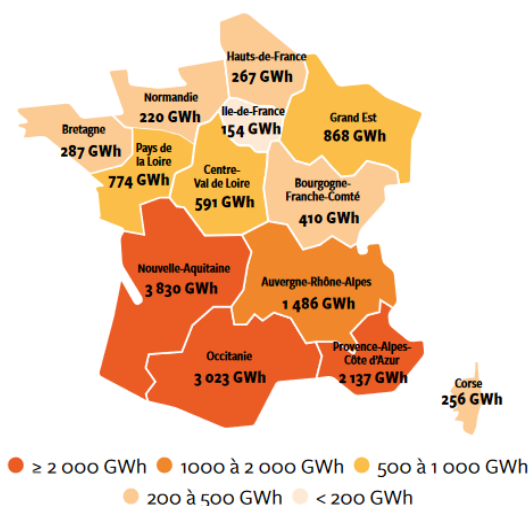 Hauts-de-France
267 GWh
Normandie
220 GWh
Ile-de-France
154 GWh
Grand Est
868 GWh
Bretagne
287 GWh
Pays de
la Loire
774 GWh
Centre-
Val de Loire
591 GWh
Bourgogne-
Franche-Comté
410 GWh
Nouvelle-Aquitaine
3 830 GWh
Auvergne-Rhône-Alpes
1 486 GWh
Occitanie
3 023 GWh
Provence-Alpes-
Côte d'Azur
2 137 GWh
Corse
256 GWh
≥ 2 000 GWh 1000 à 2 000 GWh 500 à 1 000 GWh
200 à 500 GWh < 200 GWh